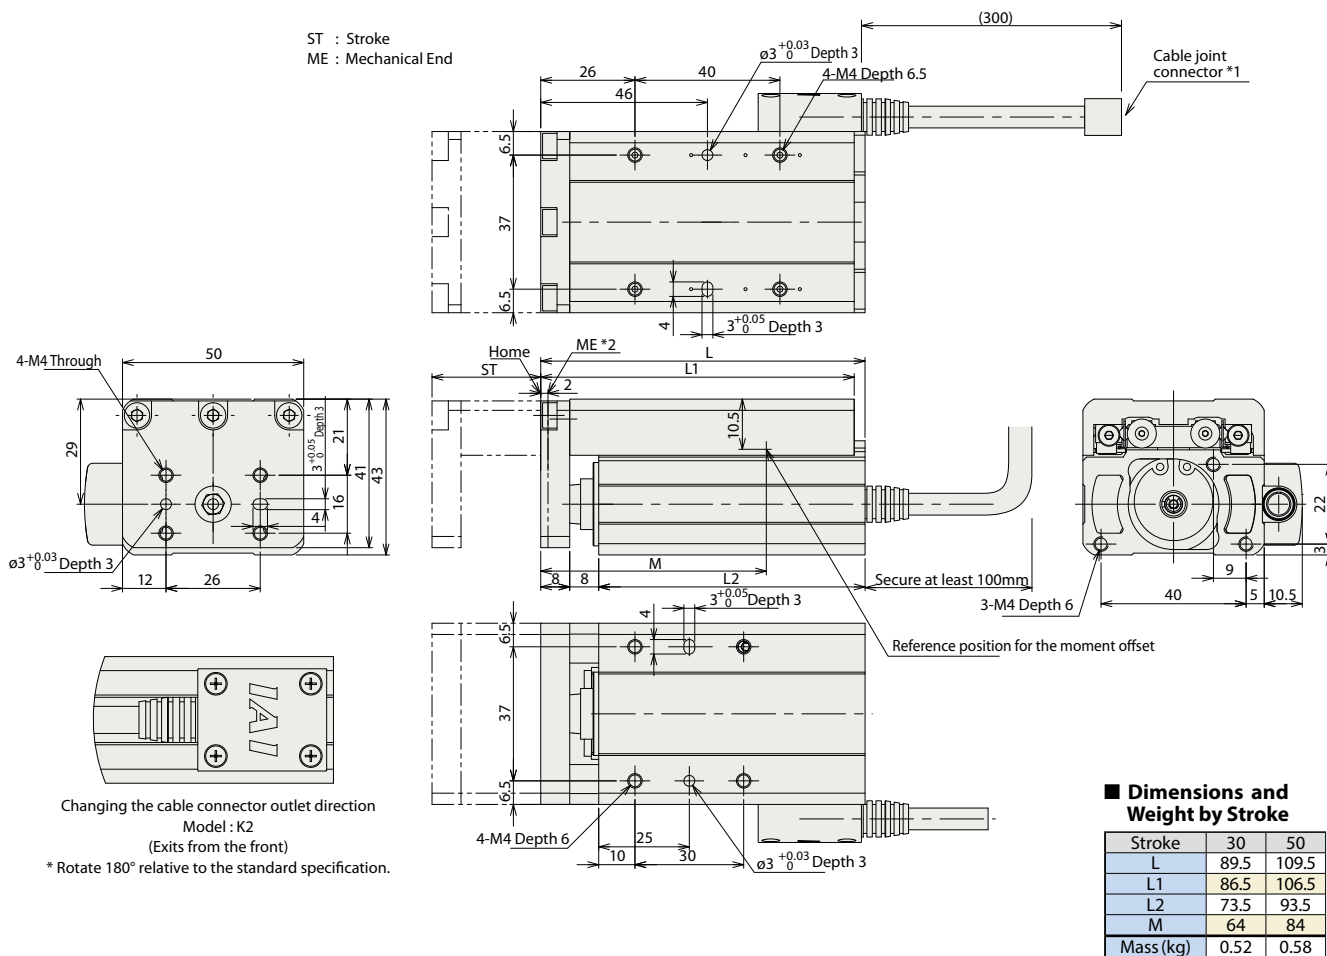 ST : Stroke
ME : Mechanical End
(300)
ø3 +0.03 0 Depth 3
Cable joint
connector *1
26
40
4-M4 Depth 6.5
46
6.5
37
6.5
4
3 +0.05 0 Depth 3
4-M4 Through
50
29
3 +0.05 0 Depth 3
21
41
43
16
4
ø3 +0.03 0 Depth 3
12
26
Home
ME *2
L
ST
L1
2
10.5
M
8
8
L2
Secure at least 100mm
22
3
9
3-M4 Depth 6
40
5
10.5
Reference position for the moment offset
3 +0.05 0 Depth 3
4
6.5
37
6.5
4-M4 Depth 6
25
10
30
ø3 +0.03 0 Depth 3
IAI
Changing the cable connector outlet direction
Model : K2
(Exits from the front)
* Rotate 180° relative to the standard specification.
■ Dimensions and
Weight by Stroke
Stroke 30 50
L 89.5 109.5
L1 86.5 106.5
L2 73.5 93.5
M 64 84
Mass (kg) 0.52 0.58